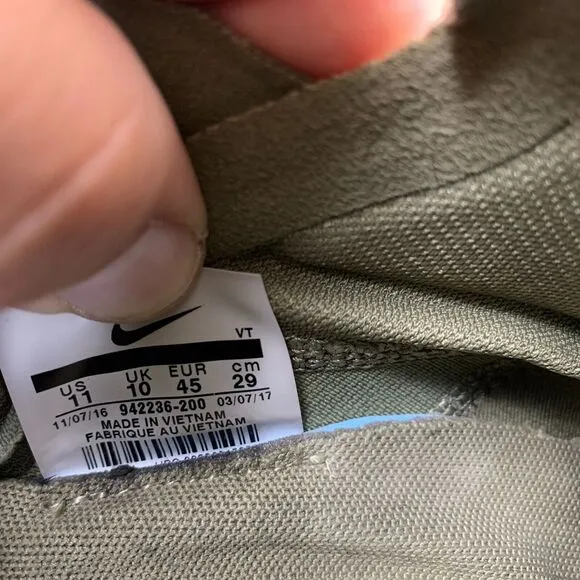 VT
US UK EUR cm
11 10 45 29
11/07/16 942236-200 03/07/17
MADE IN VIETNAM
FABRIQUE AU VIETNAM